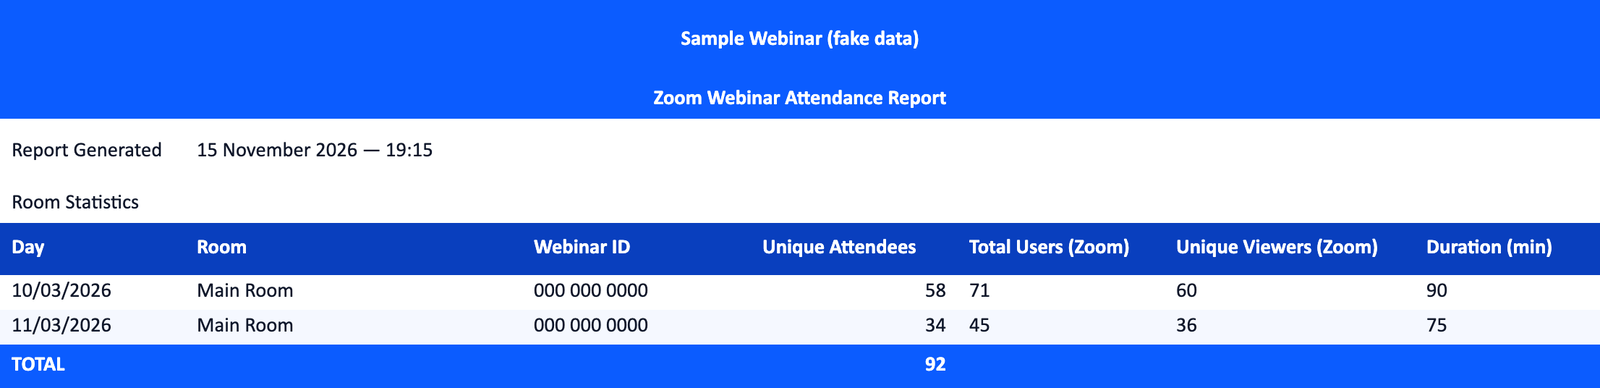 Sample Webinar (fake data)
Zoom Webinar Attendance Report
Report Generated 15 November 2026 — 19:15
Room Statistics
Day Room Webinar ID Unique Attendees Total Users (Zoom) Unique Viewers (Zoom) Duration (min)
10/03/2026 Main Room 000 000 0000 58 71 60 90
11/03/2026 Main Room 000 000 0000 34 45 36 75
TOTAL 92